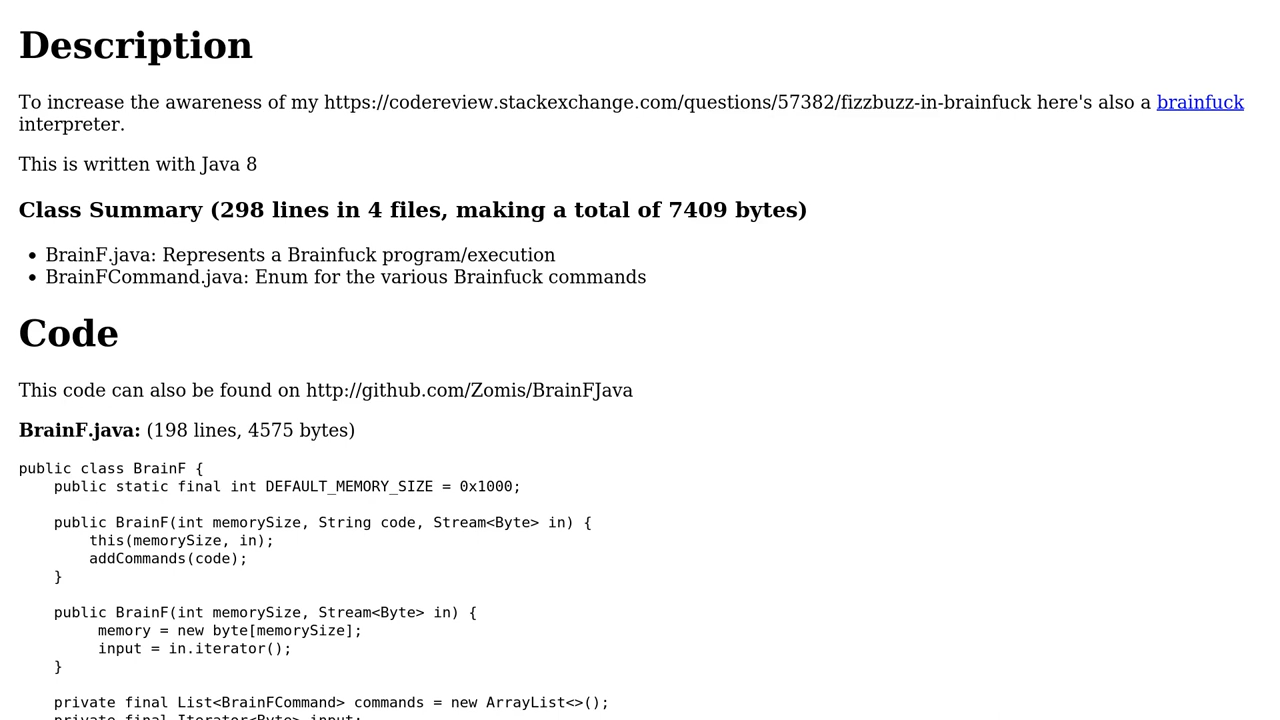 Description
To increase the awareness of my https://codereview.stackexchange.com/questions/57382/fizzbuzz-in-brainfuck here's also a brainfuck
interpreter.
This is written with Java 8
Class Summary (298 lines in 4 files, making a total of 7409 bytes)
• BrainF.java: Represents a Brainfuck program/execution
• BrainFCommand.java: Enum for the various Brainfuck commands
Code
This code can also be found on http://github.com/Zomis/BrainFJava
BrainF.java: (198 lines, 4575 bytes)
public class BrainF {
    public static final int DEFAULT_MEMORY_SIZE = 0x1000;
    public BrainF(int memorySize, String code, Stream<Byte> in) {
        this(memorySize, in);
        addCommands(code);
    }
    public BrainF(int memorySize, Stream<Byte> in) {
         memory = new byte[memorySize];
         input = in.iterator();
    }
    private final List<BrainFCommand> commands = new ArrayList<>();
    private final Iterator<Byte> input;